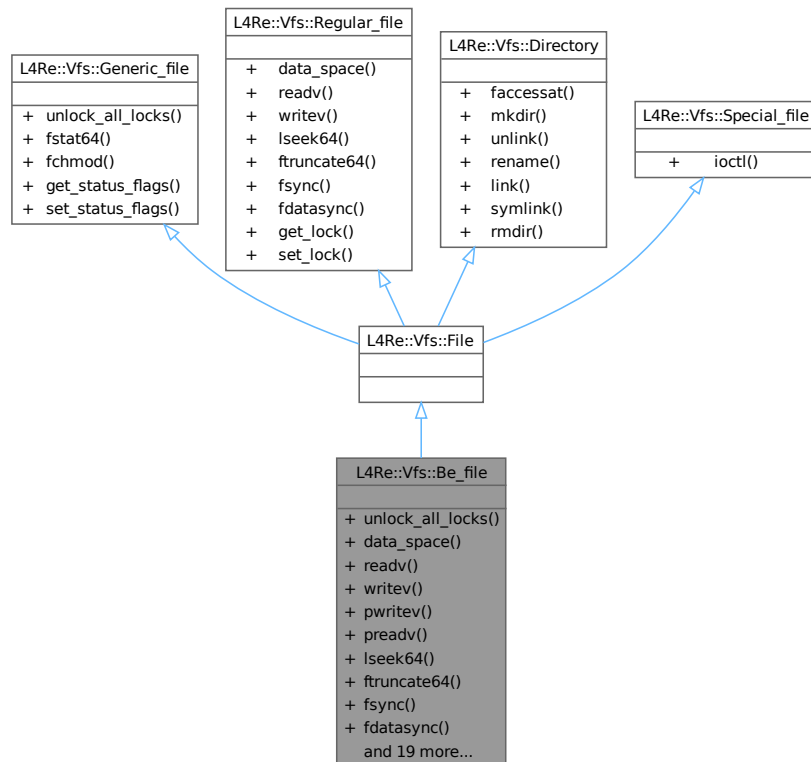 L4Re::Vfs::Generic_file
+ unlock_all_locks()
+ fstat64()
+ fchmod()
+ get_status_flags()
+ set_status_flags()
L4Re::Vfs::Regular_file
+ data_space()
+ readv()
+ writev()
+ lseek64()
+ ftruncate64()
+ fsync()
+ fdatasync()
+ get_lock()
+ set_lock()
L4Re::Vfs::Directory
+ faccessat()
+ mkdir()
+ unlink()
+ rename()
+ link()
+ symlink()
+ rmdir()
L4Re::Vfs::Special_file
+ ioctl()
L4Re::Vfs::File
L4Re::Vfs::Be_file
+ unlock_all_locks()
+ data_space()
+ readv()
+ writev()
+ pwritev()
+ preadv()
+ lseek64()
+ ftruncate64()
+ fsync()
+ fdatasync()
and 19 more...